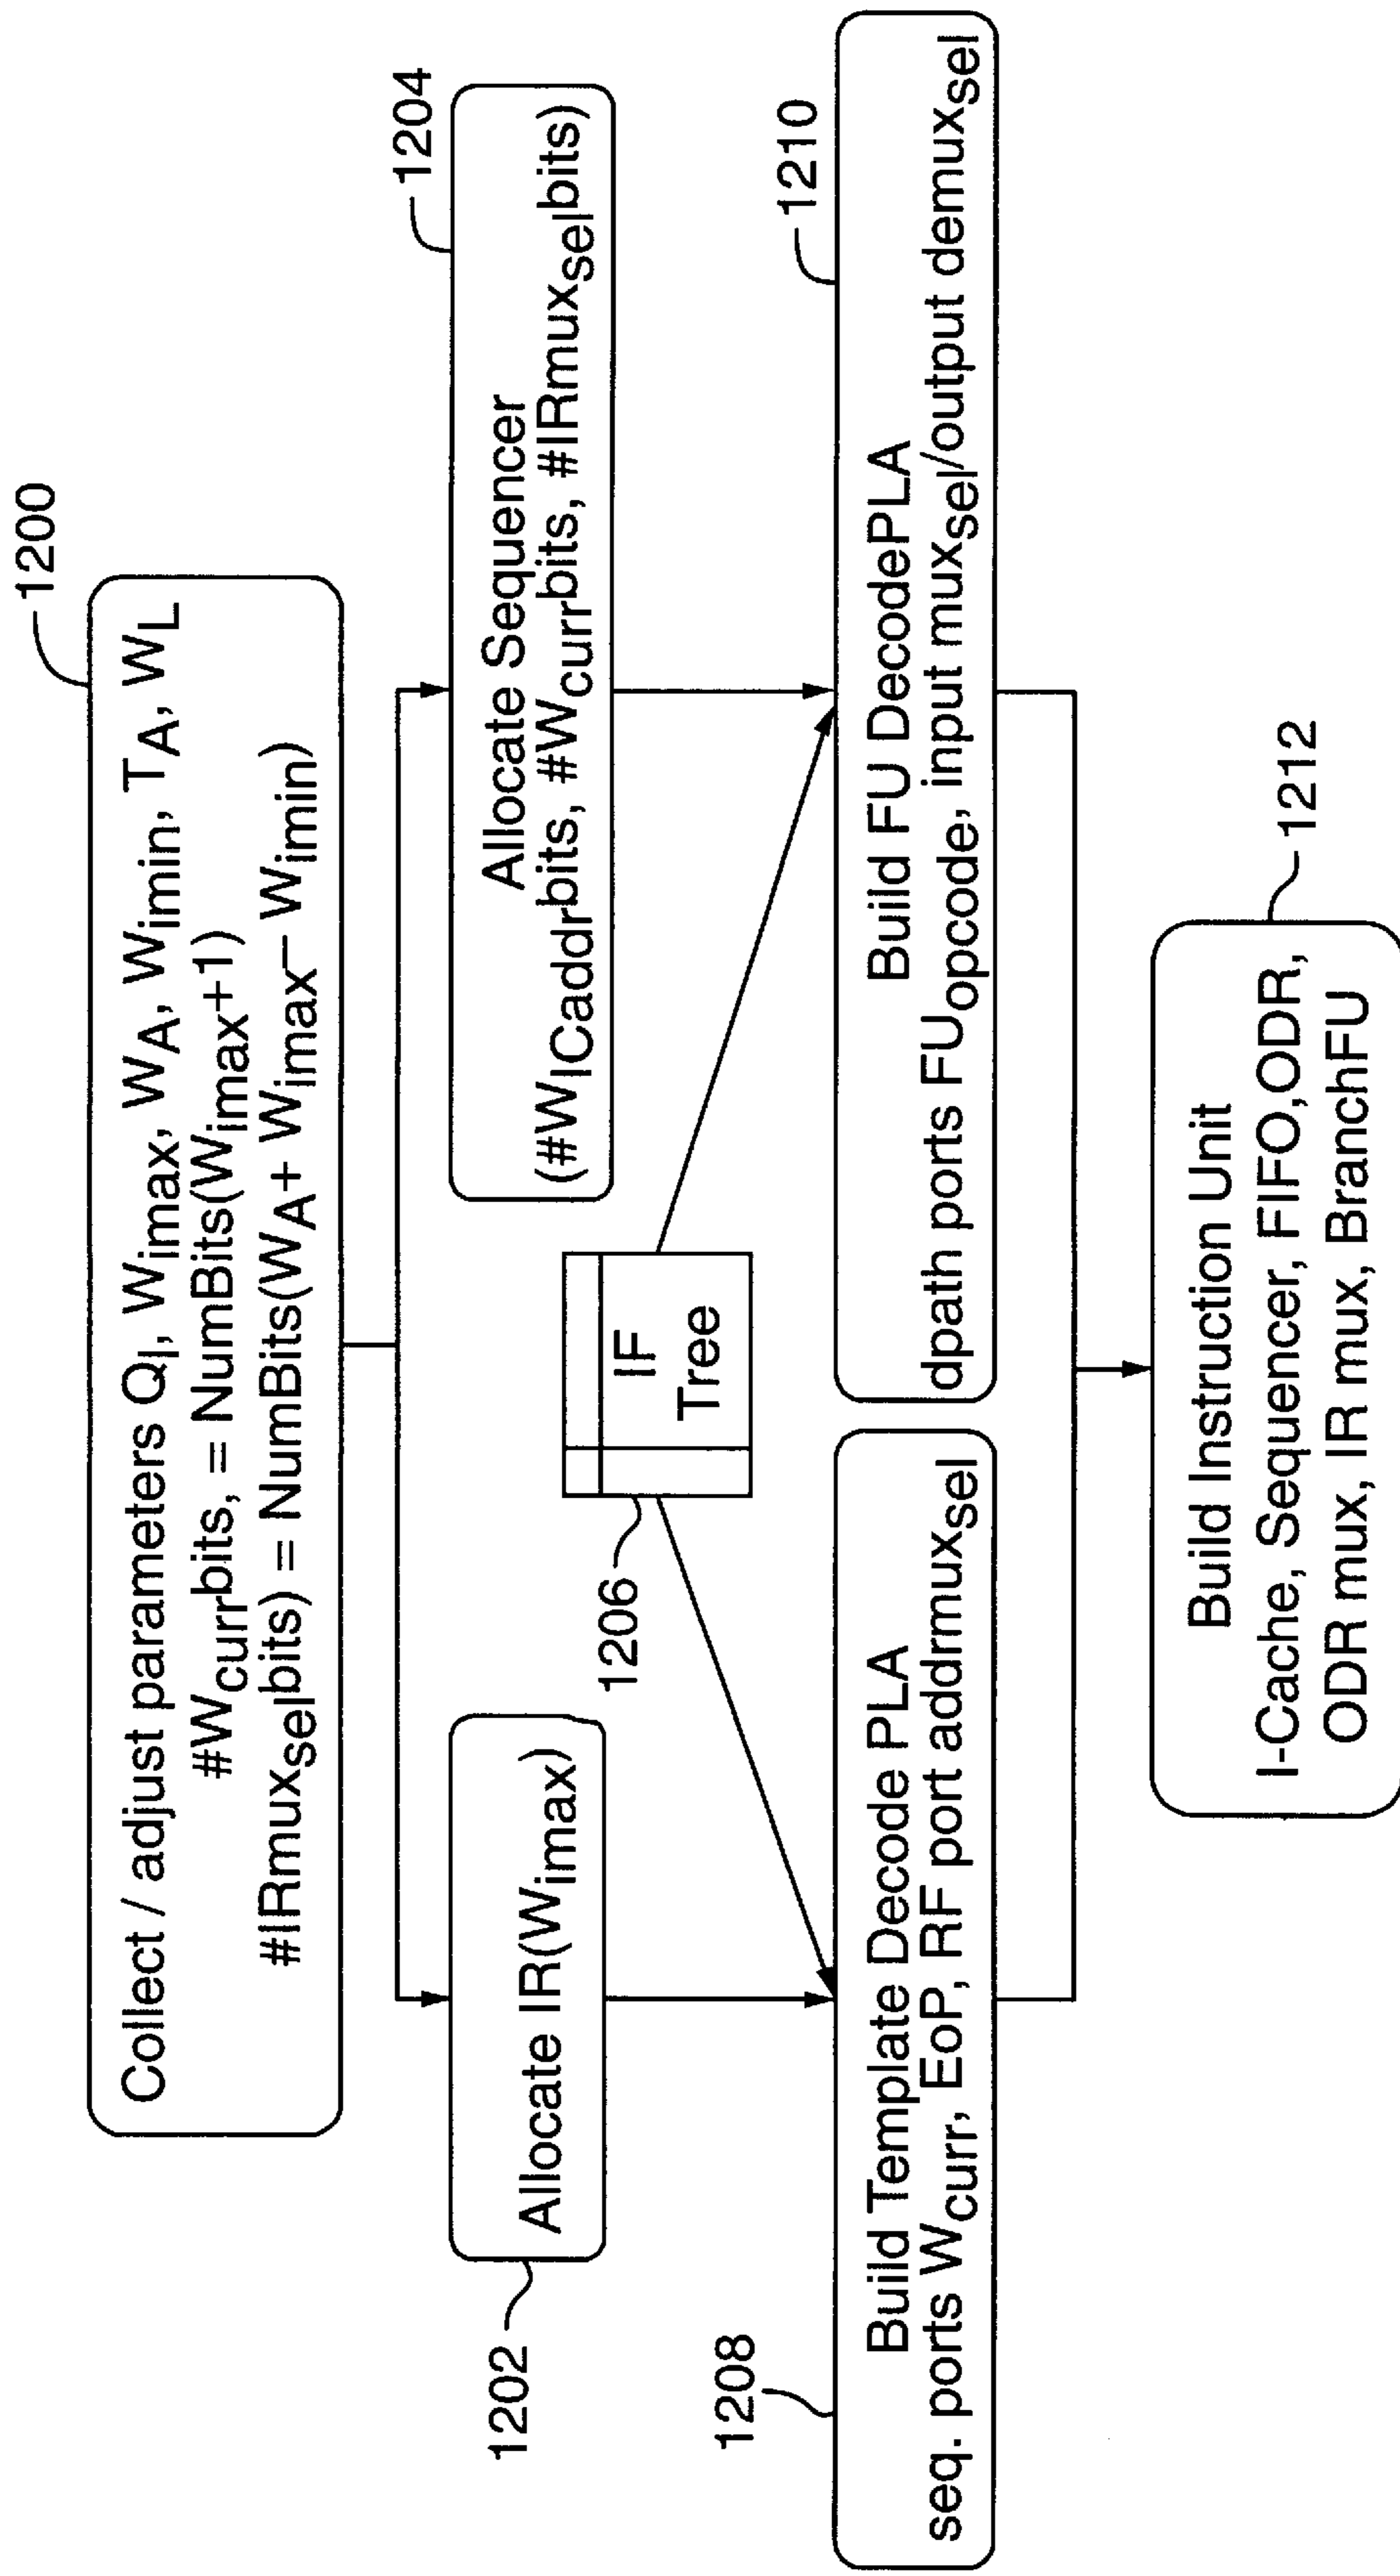 1200
Collect / adjust parameters QI, Wimax, WA, Wimin, TA, WL
#Wcurrbits, = NumBits(Wimax+1)
#IRmuxselbits) = NumBits(WA+ Wimax- Wimin)
1202
Allocate IR(Wimax)
1204
Allocate Sequencer
(#WICaddrbits, #Wcurrbits, #IRmuxselbits)
1206
IF
Tree
1208
Build Template Decode PLA
seq. ports Wcurr, EoP, RF port addrmuxsel
1210
Build FU DecodePLA
dpath ports FUopcode, input muxsel/output demuxsel
1212
Build Instruction Unit
I-Cache, Sequencer, FIFO,ODR,
ODR mux, IR mux, BranchFU